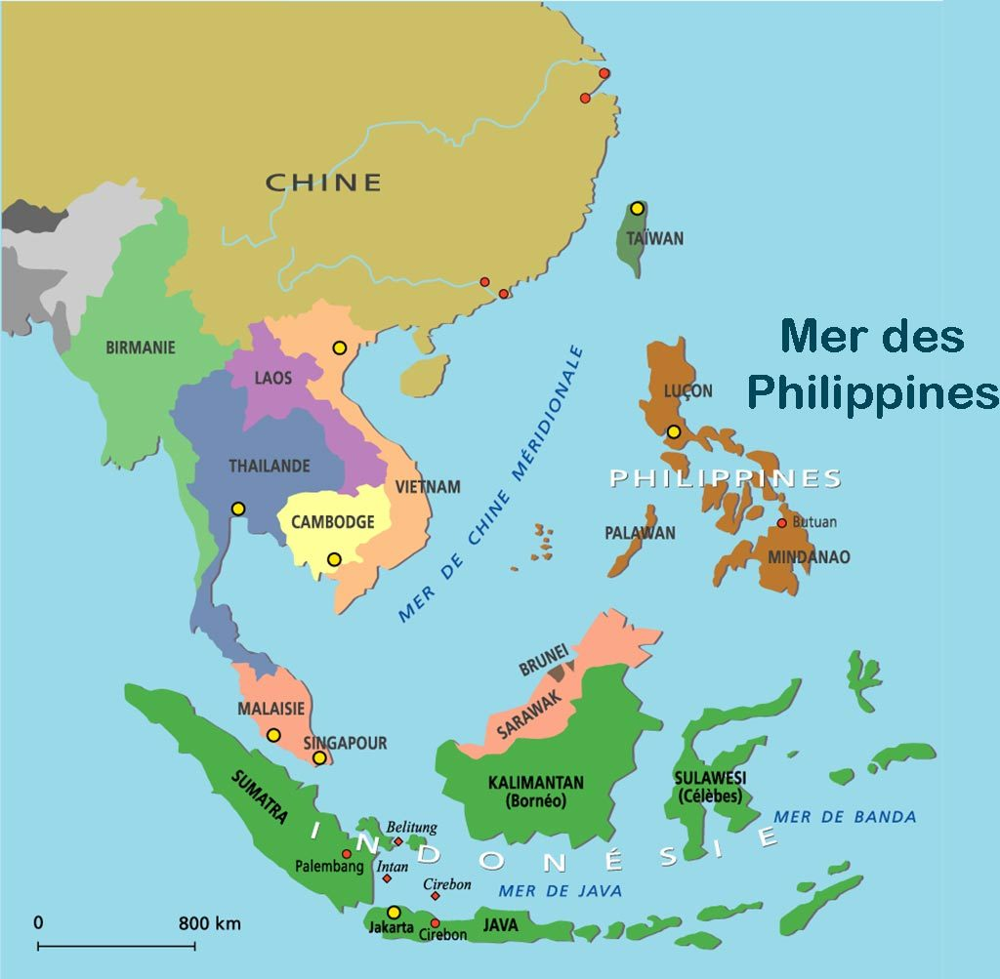 CHINE
TAÏWAN
Mer des
Philippines
BIRMANIE
LAOS
LUÇON
MER DE CHINE MÉRIDIONALE
THAILANDE
VIETNAM
PHILIPPINES
CAMBODGE
PALAWAN
Butuan
MINDANAO
BRUNEI
MALAISIE
SARAWAK
SINGAPOUR
SUMATRA
KALIMANTAN
(Bornéo)
SULAWESI
(Célèbes)
MER DE BANDA
INDONÉSIE
Belitung
Palembang
Intan
Cirebon
MER DE JAVA
Jakarta
Cirebon
JAVA
0 800 km